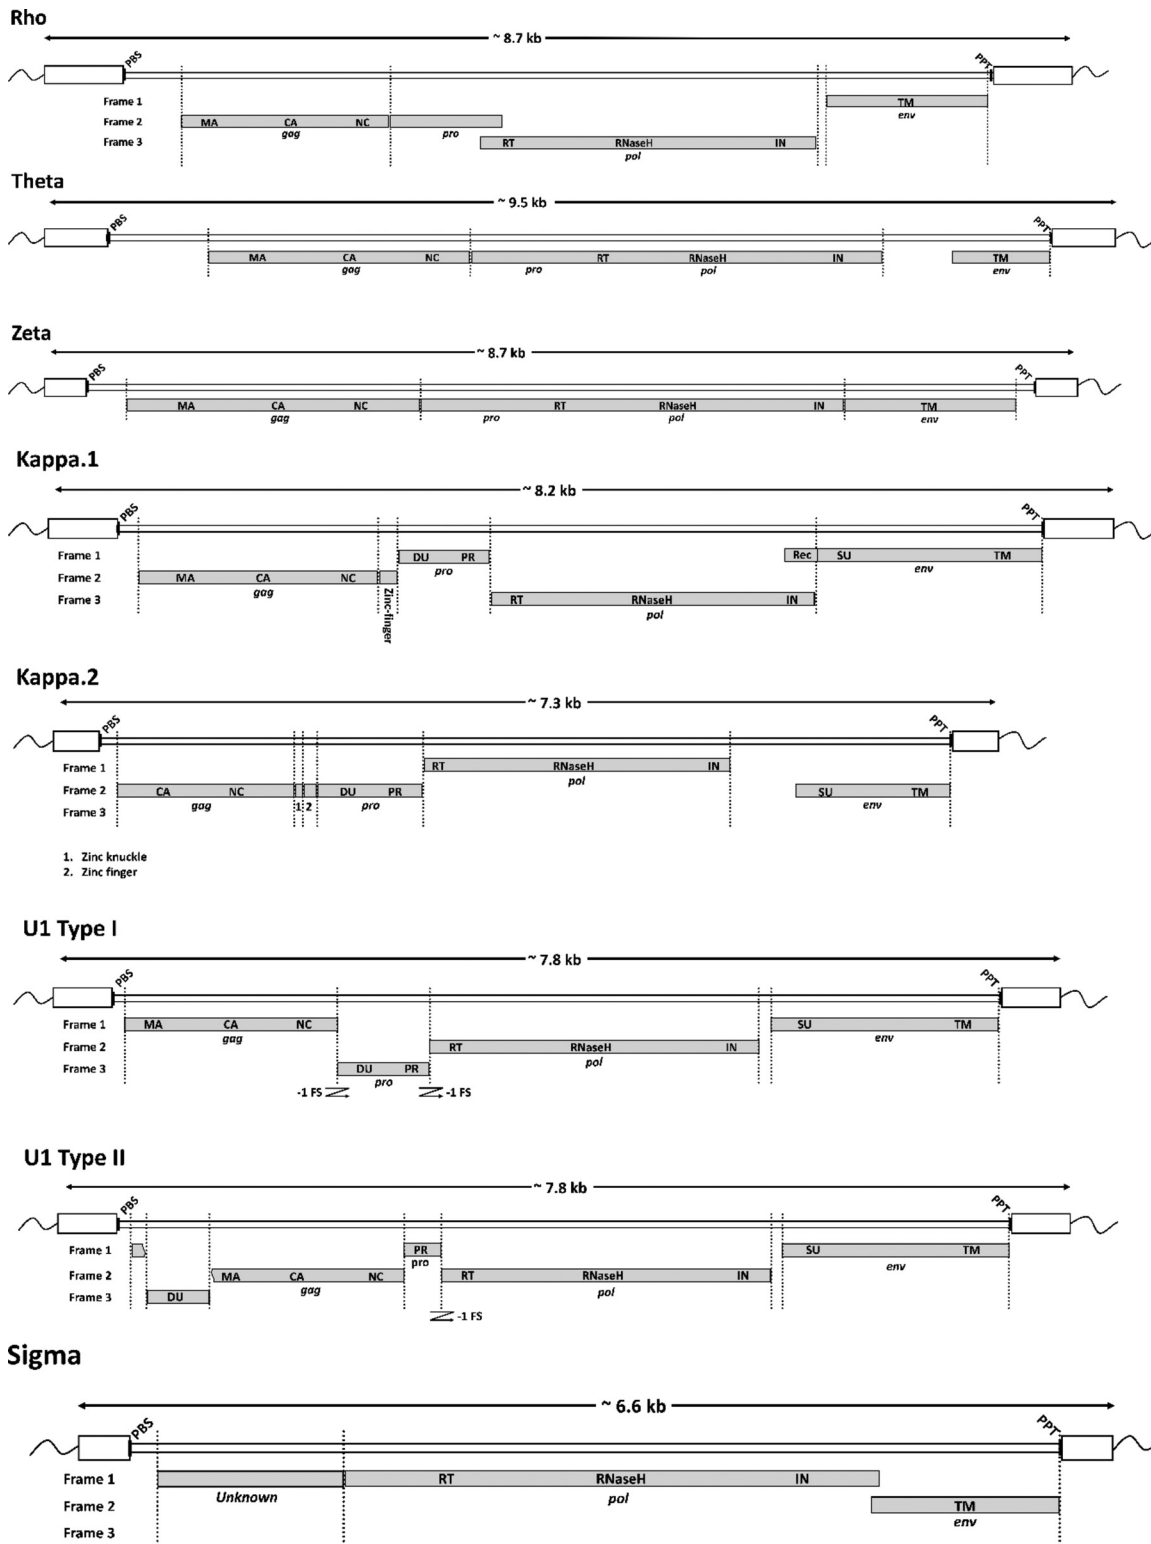 Rho
~ 8.7 kb
PBS
PPT
Frame 1
TM
env
Frame 2
MA CA NC
gag
pro
Frame 3
RT RNaseH IN
pol
Theta
~ 9.5 kb
PBS
PPT
MA CA NC RT RNaseH IN TM
gag pro pol env
Zeta
~ 8.7 kb
PBS
PPT
MA CA NC RT RNaseH IN TM
gag pro pol env
Kappa.1
~ 8.2 kb
PBS
PPT
Frame 1
DU PR Rec SU TM
pro env
Frame 2
MA CA NC
gag
Zinc-finger
Frame 3
RT RNaseH IN
pol
Kappa.2
~ 7.3 kb
PBS
PPT
Frame 1
RT RNaseH IN
pol
Frame 2
CA NC DU PR SU TM
gag 1 2 pro env
Frame 3
1. Zinc knuckle
2. Zinc finger
U1 Type I
~ 7.8 kb
PBS
PPT
Frame 1
MA CA NC SU TM
gag env
Frame 2
RT RNaseH IN
pol
Frame 3
DU PR
pro
-1 FS -1 FS
U1 Type II
~ 7.8 kb
PBS
PPT
Frame 1
PR SU TM
pro env
Frame 2
MA CA NC RT RNaseH IN
gag pol
Frame 3
DU
-1 FS
Sigma
~ 6.6 kb
PBS
PPT
Frame 1
RT RNaseH IN
Unknown pol
Frame 2
TM
env
Frame 3